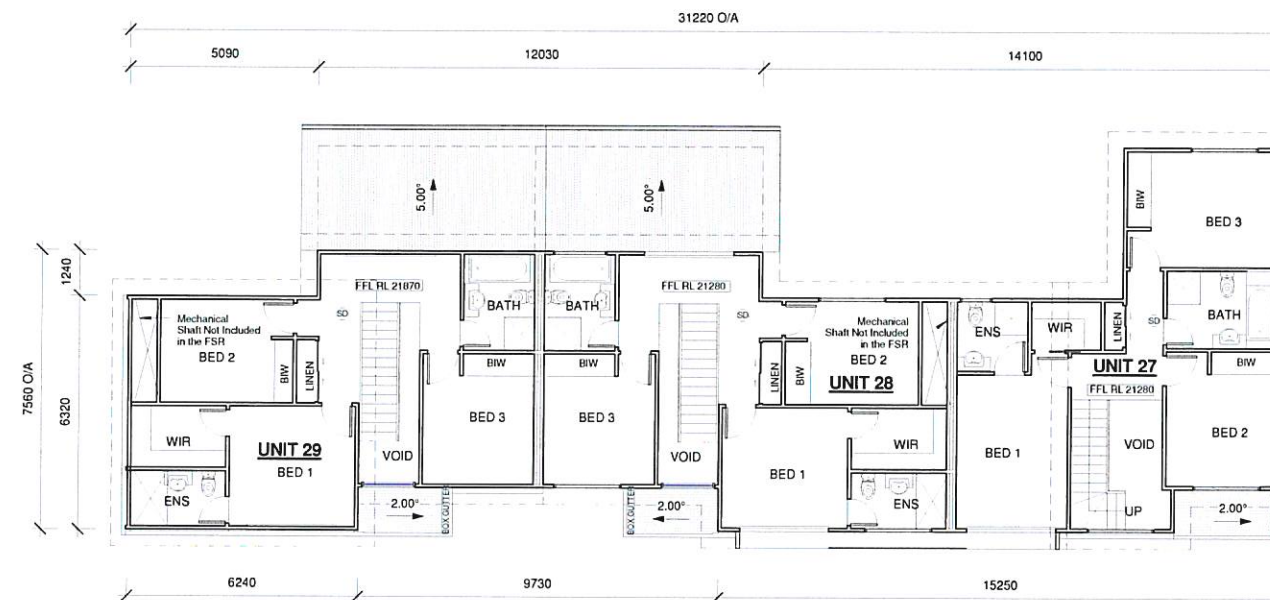 31220 O/A
5090
12030
14100
5.00°
5.00°
BIW
BED 3
1240
FFL RL 21870
FFL RL 21280
BATH
BATH
Mechanical
Shaft Not Included
in the FSR
BED 2
SD
SD
Mechanical
Shaft Not Included
in the FSR
BED 2
ENS
WIR
LINEN
SD
BATH
7560 O/A
6320
BIW
LINEN
BIW
BIW
LINEN
BIW
UNIT 28
UNIT 27
FFL RL 21280
BIW
WIR
UNIT 29
BED 1
BED 3
BED 3
VOID
VOID
BED 1
WIR
BED 1
VOID
BED 2
ENS
2.00°
BOX GUTTER
BOX GUTTER
2.00°
ENS
UP
2.00°
6240
9730
15250